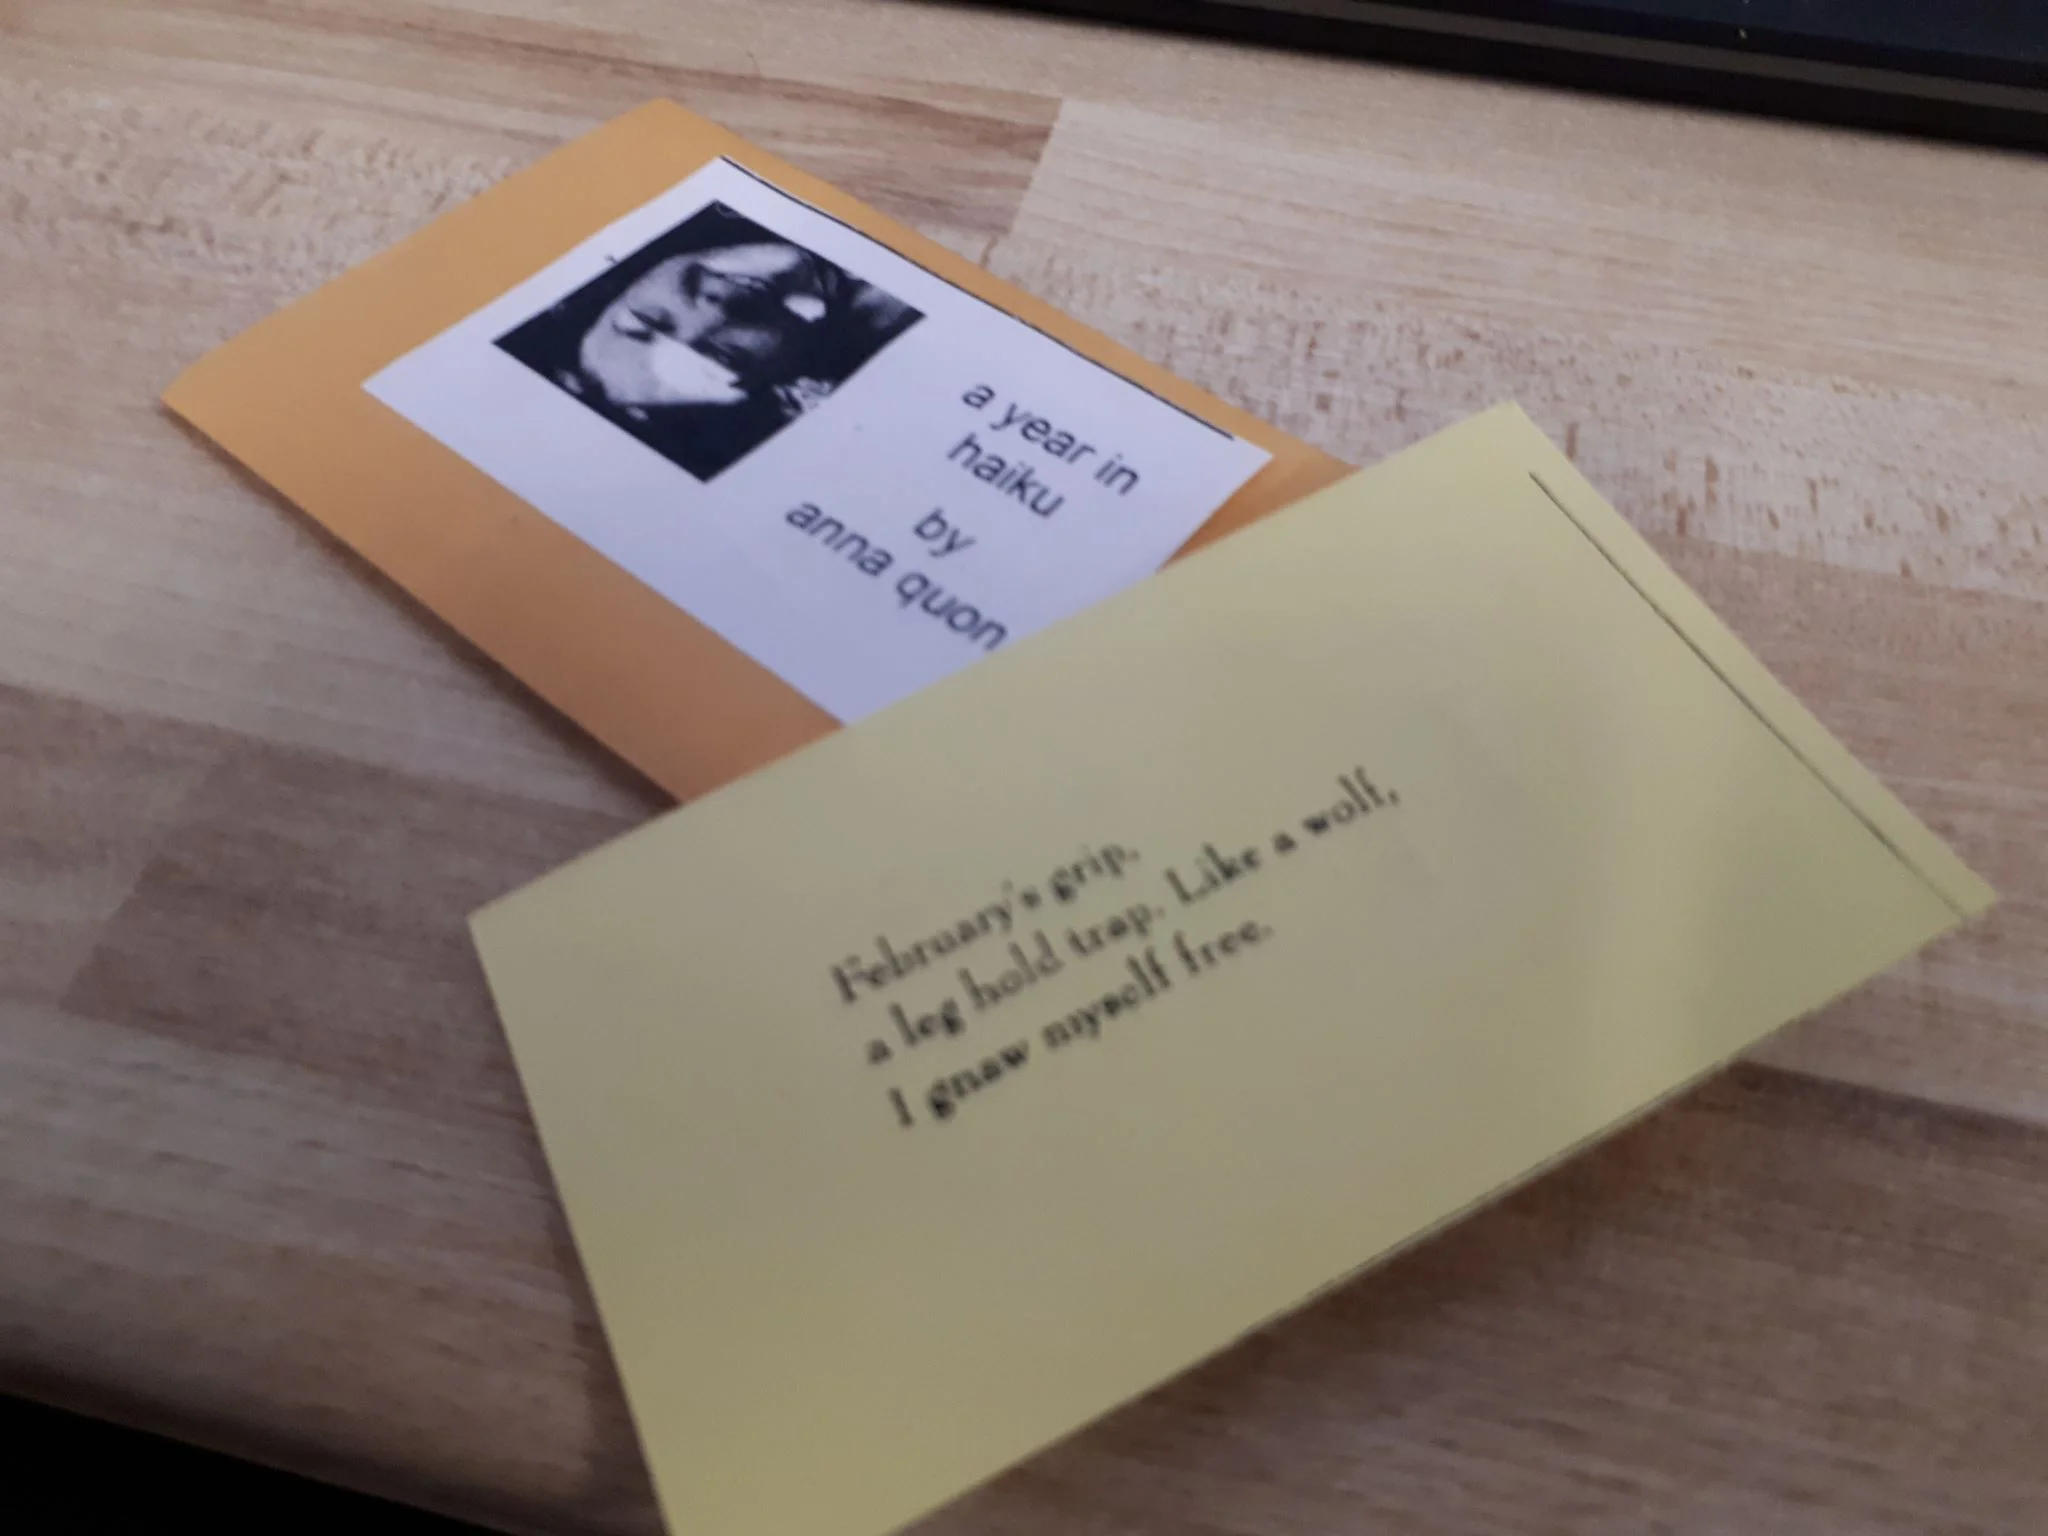 a year in
haiku
by
anna quon
February's grip,
a leg hold trap. Like a wolf,
I gnaw myself free.